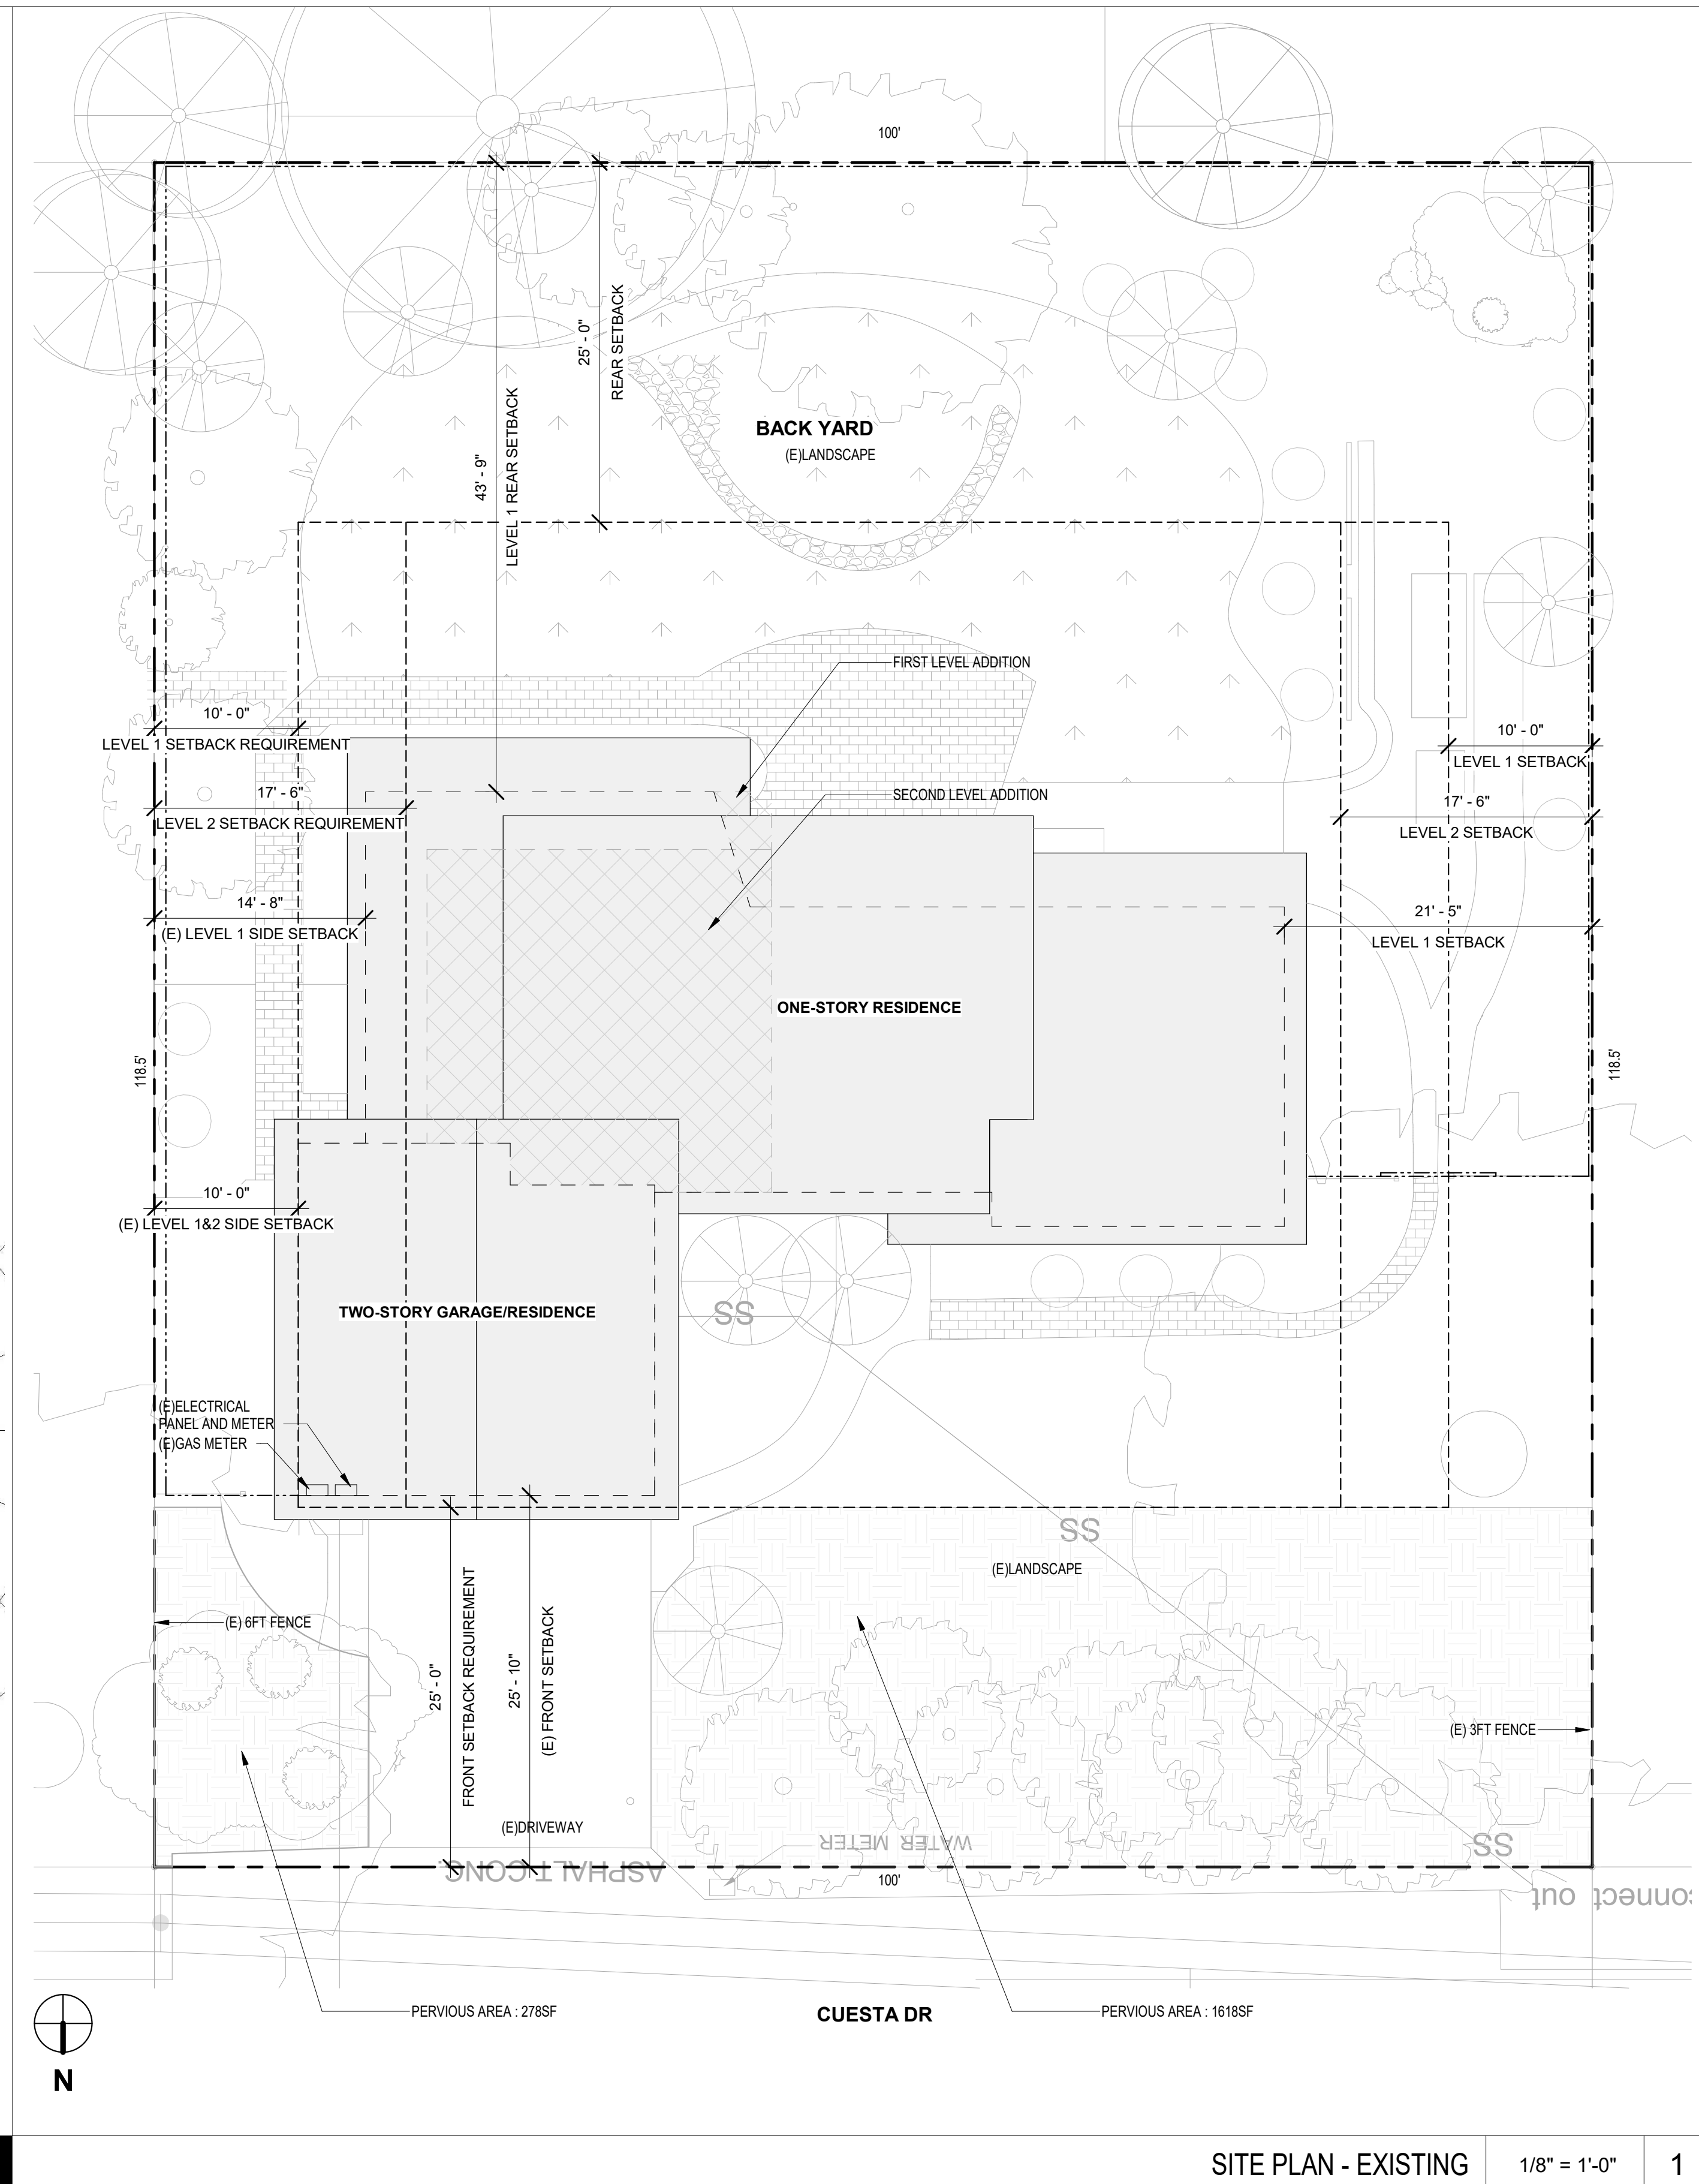 100'
25' - 0"
REAR SETBACK
43' - 9"
LEVEL 1 REAR SETBACK
BACK YARD
(E)LANDSCAPE
FIRST LEVEL ADDITION
10' - 0"
LEVEL 1 SETBACK REQUIREMENT
10' - 0"
LEVEL 1 SETBACK
17' - 6"
LEVEL 2 SETBACK REQUIREMENT
SECOND LEVEL ADDITION
17' - 6"
LEVEL 2 SETBACK
14' - 8"
(E) LEVEL 1 SIDE SETBACK
21' - 5"
LEVEL 1 SETBACK
ONE-STORY RESIDENCE
118.5'
118.5'
10' - 0"
(E) LEVEL 1&2 SIDE SETBACK
TWO-STORY GARAGE/RESIDENCE
SS
(E)ELECTRICAL
PANEL AND METER
(E)GAS METER
SS
(E)LANDSCAPE
(E) 6FT FENCE
25' - 0"
FRONT SETBACK REQUIREMENT
25' - 10"
(E) FRONT SETBACK
(E) 3FT FENCE
(E)DRIVEWAY
WATER METER
SS
ASPHALT CONC.
100'
connect out
PERVIOUS AREA : 278SF
CUESTA DR
PERVIOUS AREA : 1618SF
N
SITE PLAN - EXISTING
1/8" = 1'-0"
1